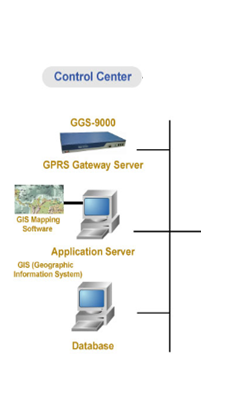 Control Center
GGS-9000
GPRS Gateway Server
GIS Mapping
Software
Application Server
GIS (Geographic
Information System)
Database